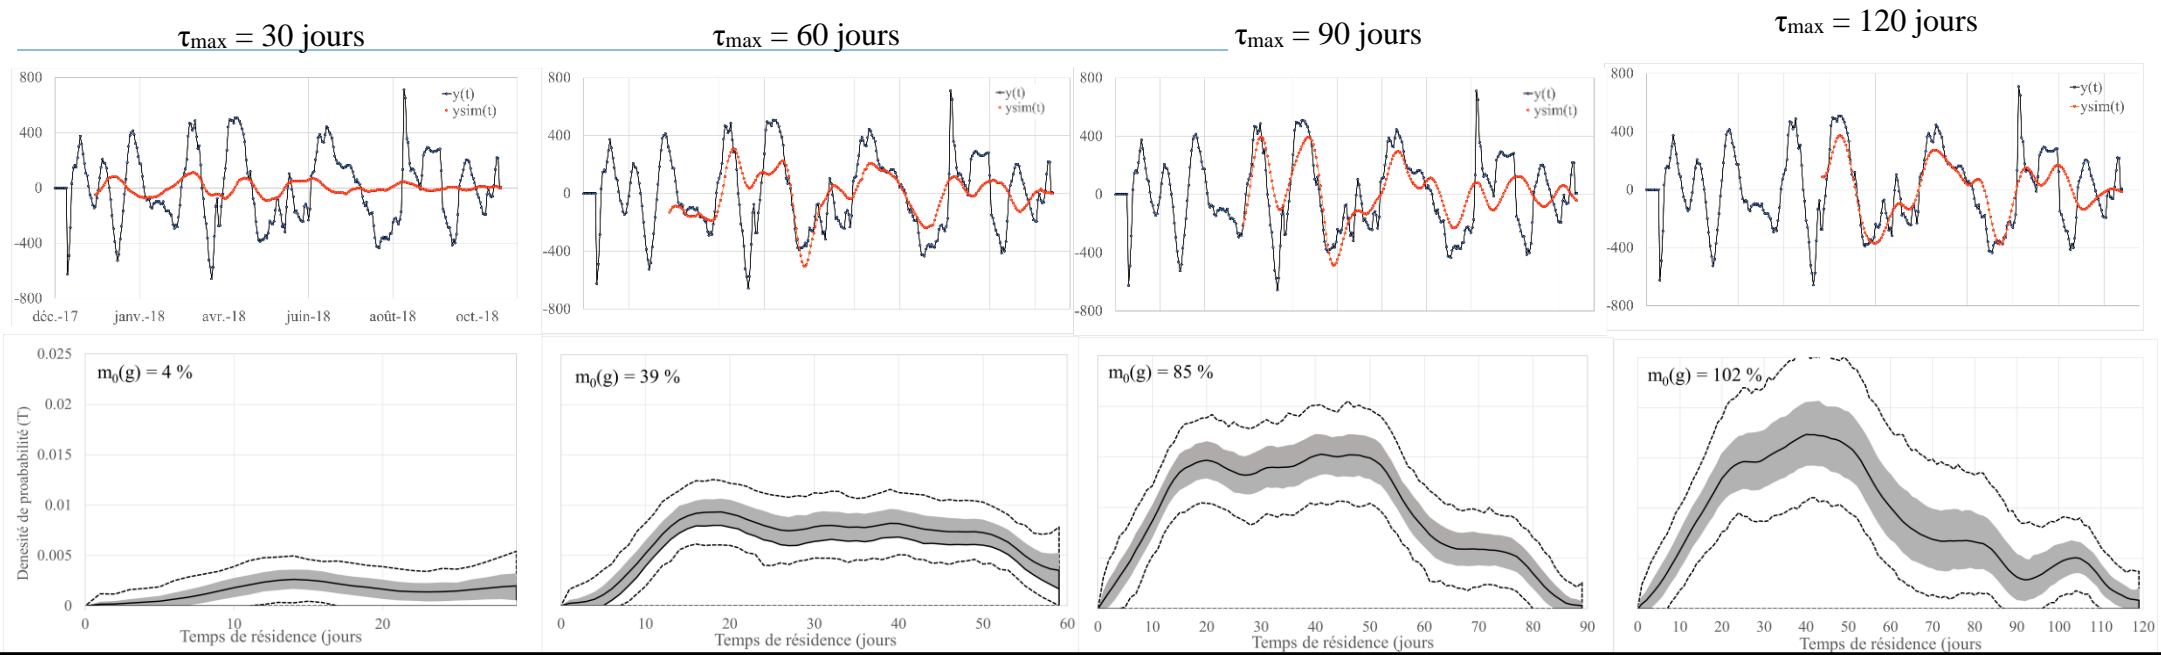 τmax = 30 jours
τmax = 60 jours
τmax = 90 jours
τmax = 120 jours
800
400
0
-400
-800
déc.-17
janv.-18
avr.-18
juin-18
août-18
oct.-18
y(t)
ysim(t)
800
400
0
-400
-800
y(t)
ysim(t)
800
400
0
-400
-800
y(t)
ysim(t)
800
400
0
-400
-800
y(t)
ysim(t)
Denesité de proabablité (T)
0.025
0.02
0.015
0.01
0.005
0
m0(g) = 4 %
0
10
20
Temps de résidence (jours
m0(g) = 39 %
0
10
20
30
40
50
60
Temps de résidence (jours
m0(g) = 85 %
0
10
20
30
40
50
60
70
80
90
Temps de résidence (jours
m0(g) = 102 %
0
10
20
30
40
50
60
70
80
90
100
110
120
Temps de résidence (jours